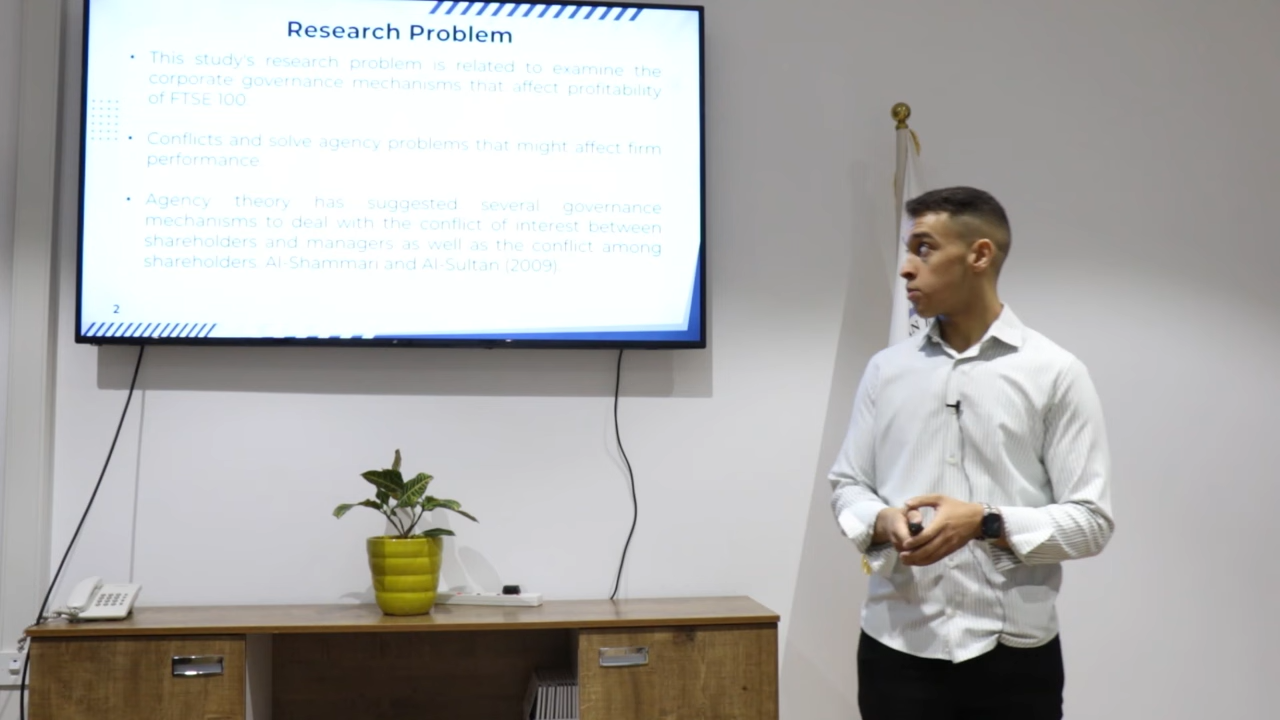 Research Problem
• This study's research problem is related to examine the
corporate governance mechanisms that affect profitability
of FTSE 100.
• Conflicts and solve agency problems that might affect firm
performance.
• Agency theory has suggested several governance
mechanisms to deal with the conflict of interest between
shareholders and managers as well as the conflict among
shareholders. Al-Shammari and Al-Sultan (2009).
2